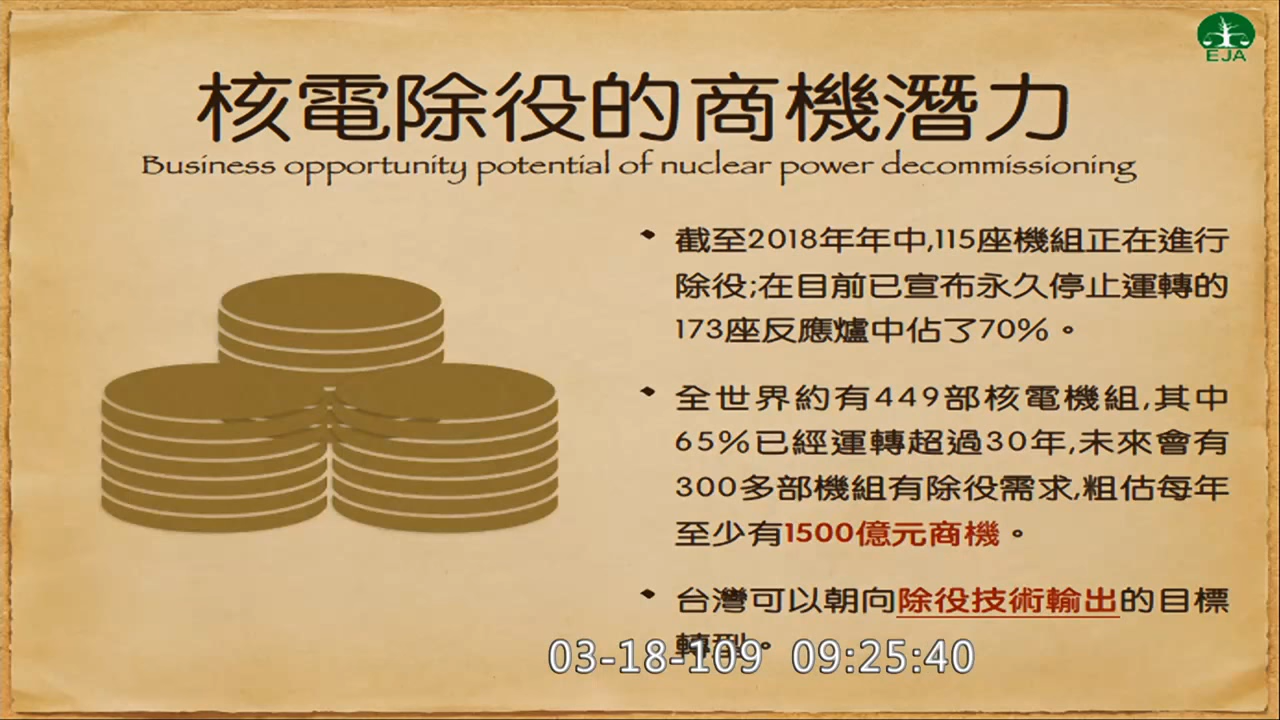 EJA
核電除役的商機潛力
Business opportunity potential of nuclear power decommissioning
• 截至2018年年中,115座機組正在進行
除役;在目前已宣布永久停止運轉的
173座反應爐中佔了70%。
• 全世界約有449部核電機組,其中
65%已經運轉超過30年,未來會有
300多部機組有除役需求,粗估每年
至少有1500億元商機。
• 台灣可以朝向除役技術輸出的目標
轉型。
03-18-109 09:25:40